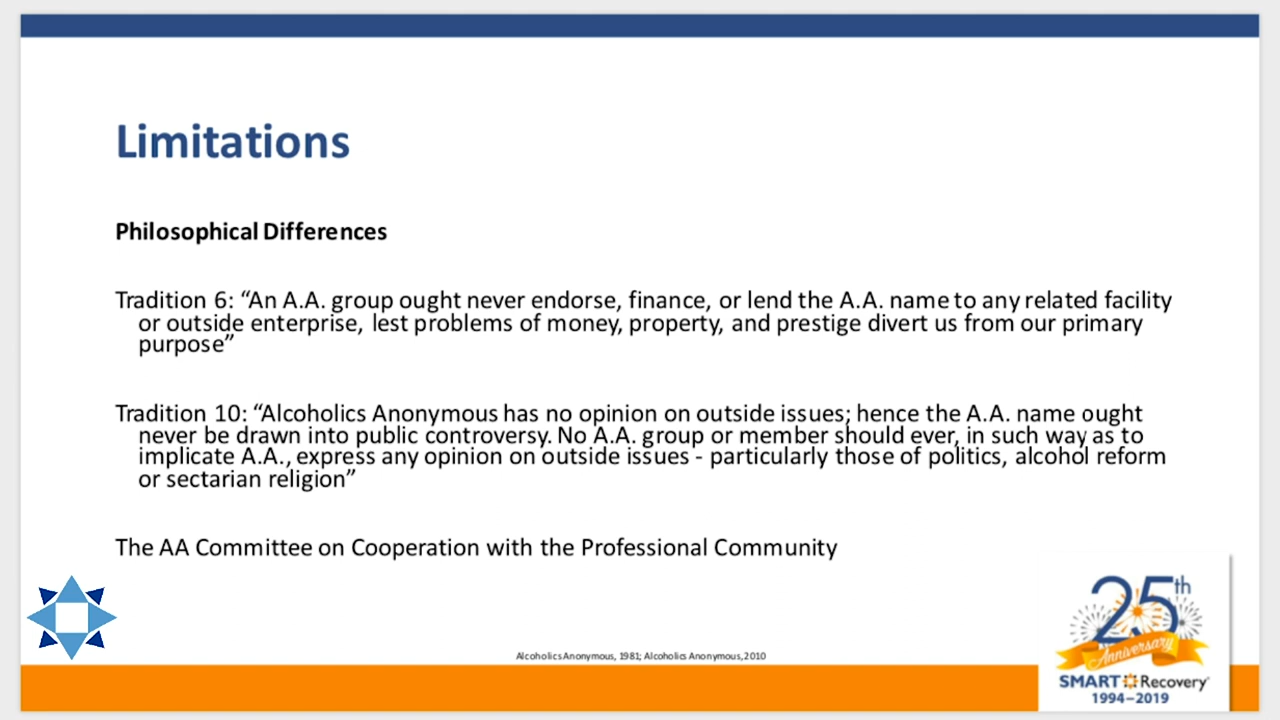 Limitations
Philosophical Differences
Tradition 6: “An A.A. group ought never endorse, finance, or lend the A.A. name to any related facility
or outside enterprise, lest problems of money, property, and prestige divert us from our primary
purpose”
Tradition 10: “Alcoholics Anonymous has no opinion on outside issues; hence the A.A. name ought
never be drawn into public controversy. No A.A. group or member should ever, in such way as to
implicate A.A., express any opinion on outside issues - particularly those of politics, alcohol reform
or sectarian religion”
The AA Committee on Cooperation with the Professional Community
Alcoholics Anonymous, 1981; Alcoholics Anonymous, 2010
25th
Anniversary
SMART Recovery
1994–2019